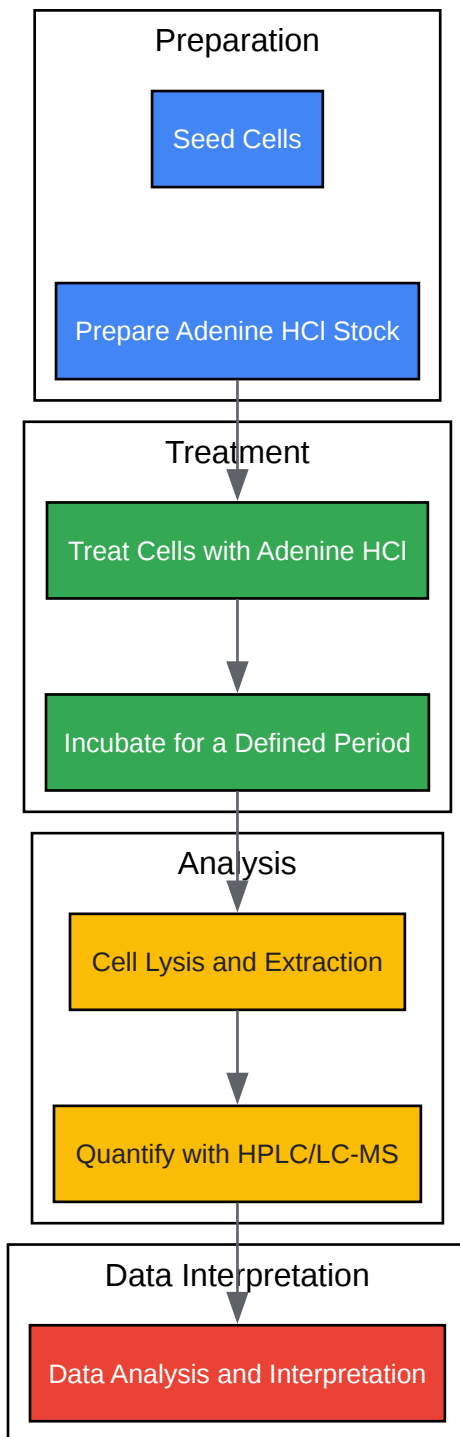 Preparation
Seed Cells
Prepare Adenine HCl Stock
Treatment
Treat Cells with Adenine HCl
Incubate for a Defined Period
Analysis
Cell Lysis and Extraction
Quantify with HPLC/LC-MS
Data Interpretation
Data Analysis and Interpretation